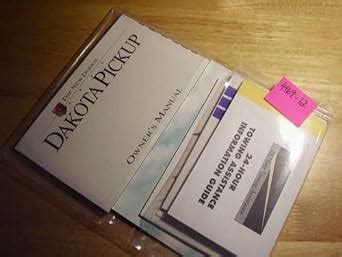 The New Dodge
Dakota Pickup
Owner's Manual
24-HOUR
TOWING ASSISTANCE
INFORMATION GUIDE